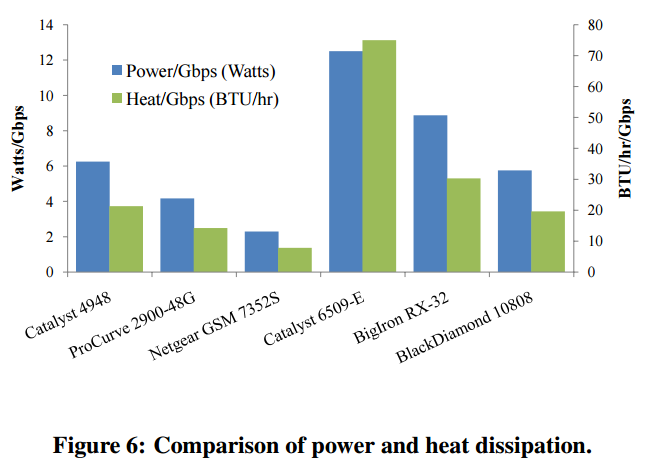 14
12
10
8
6
4
2
0
Watts/Gbps
Power/Gbps (Watts)
Heat/Gbps (BTU/hr)
80
70
60
50
40
30
20
10
0
BTU/hr/Gbps
Catalyst 4948
ProCurve 2900-48G
Netgear GSM 7352S
Catalyst 6509-E
BigIron RX-32
BlackDiamond 10808
Figure 6: Comparison of power and heat dissipation.